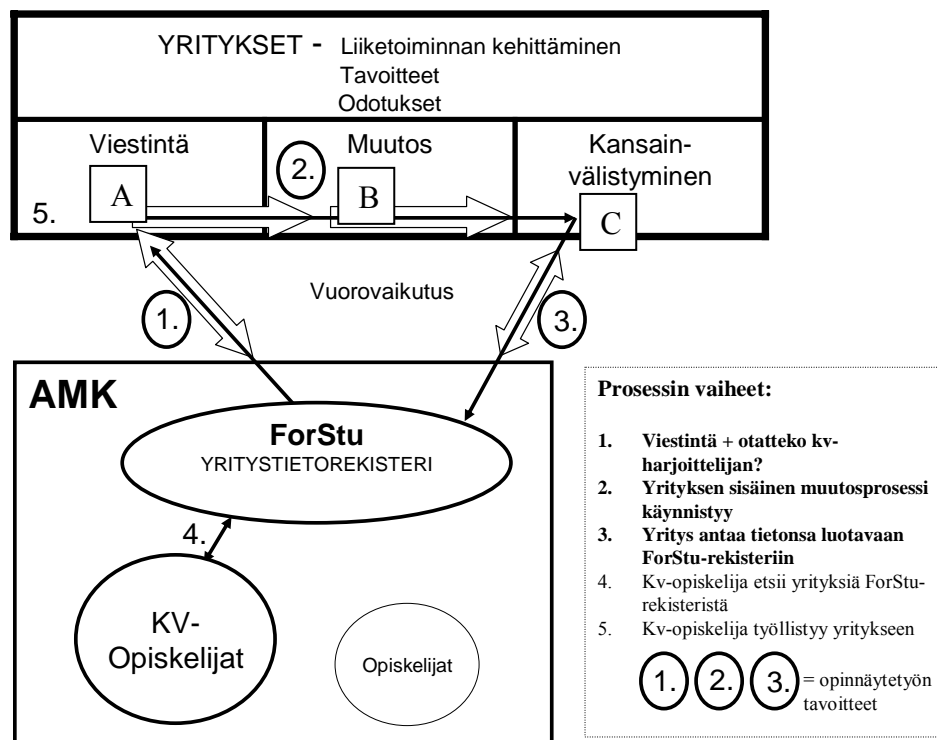 YRITYKSET - Liiketoiminnan kehittäminen
Tavoitteet
Odotukset
Viestintä
Muutos
Kansain-
välistyminen
2.
A
B
C
5.
Vuorovaikutus
1.
3.
AMK
ForStu
YRITYSTIETOREKISTERI
4.
KV-
Opiskelijat
Opiskelijat
Prosessin vaiheet:
1. Viestintä + otatteko kv-
harjoittelijan?
2. Yrityksen sisäinen muutosprosessi
käynnistyy
3. Yritys antaa tietonsa luotavaan
ForStu-rekisteriin
4. Kv-opiskelija etsii yrityksiä ForStu-
rekisteristä
5. Kv-opiskelija työllistyy yritykseen
1. 2. 3. = opinnäytetyön
tavoitteet